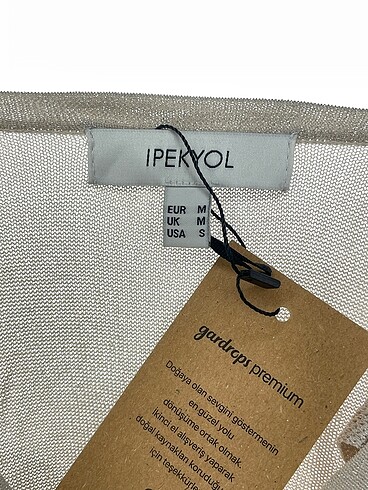 IPEKYOL
EUR M
UK M
USA S
gardrops premium
Doğaya olan sevgini göstermenin
en güzel yolu
dönüşüme ortak olmak.
İkinci el alışveriş yaparak
doğal kaynakları koruduğu
için teşekkürle